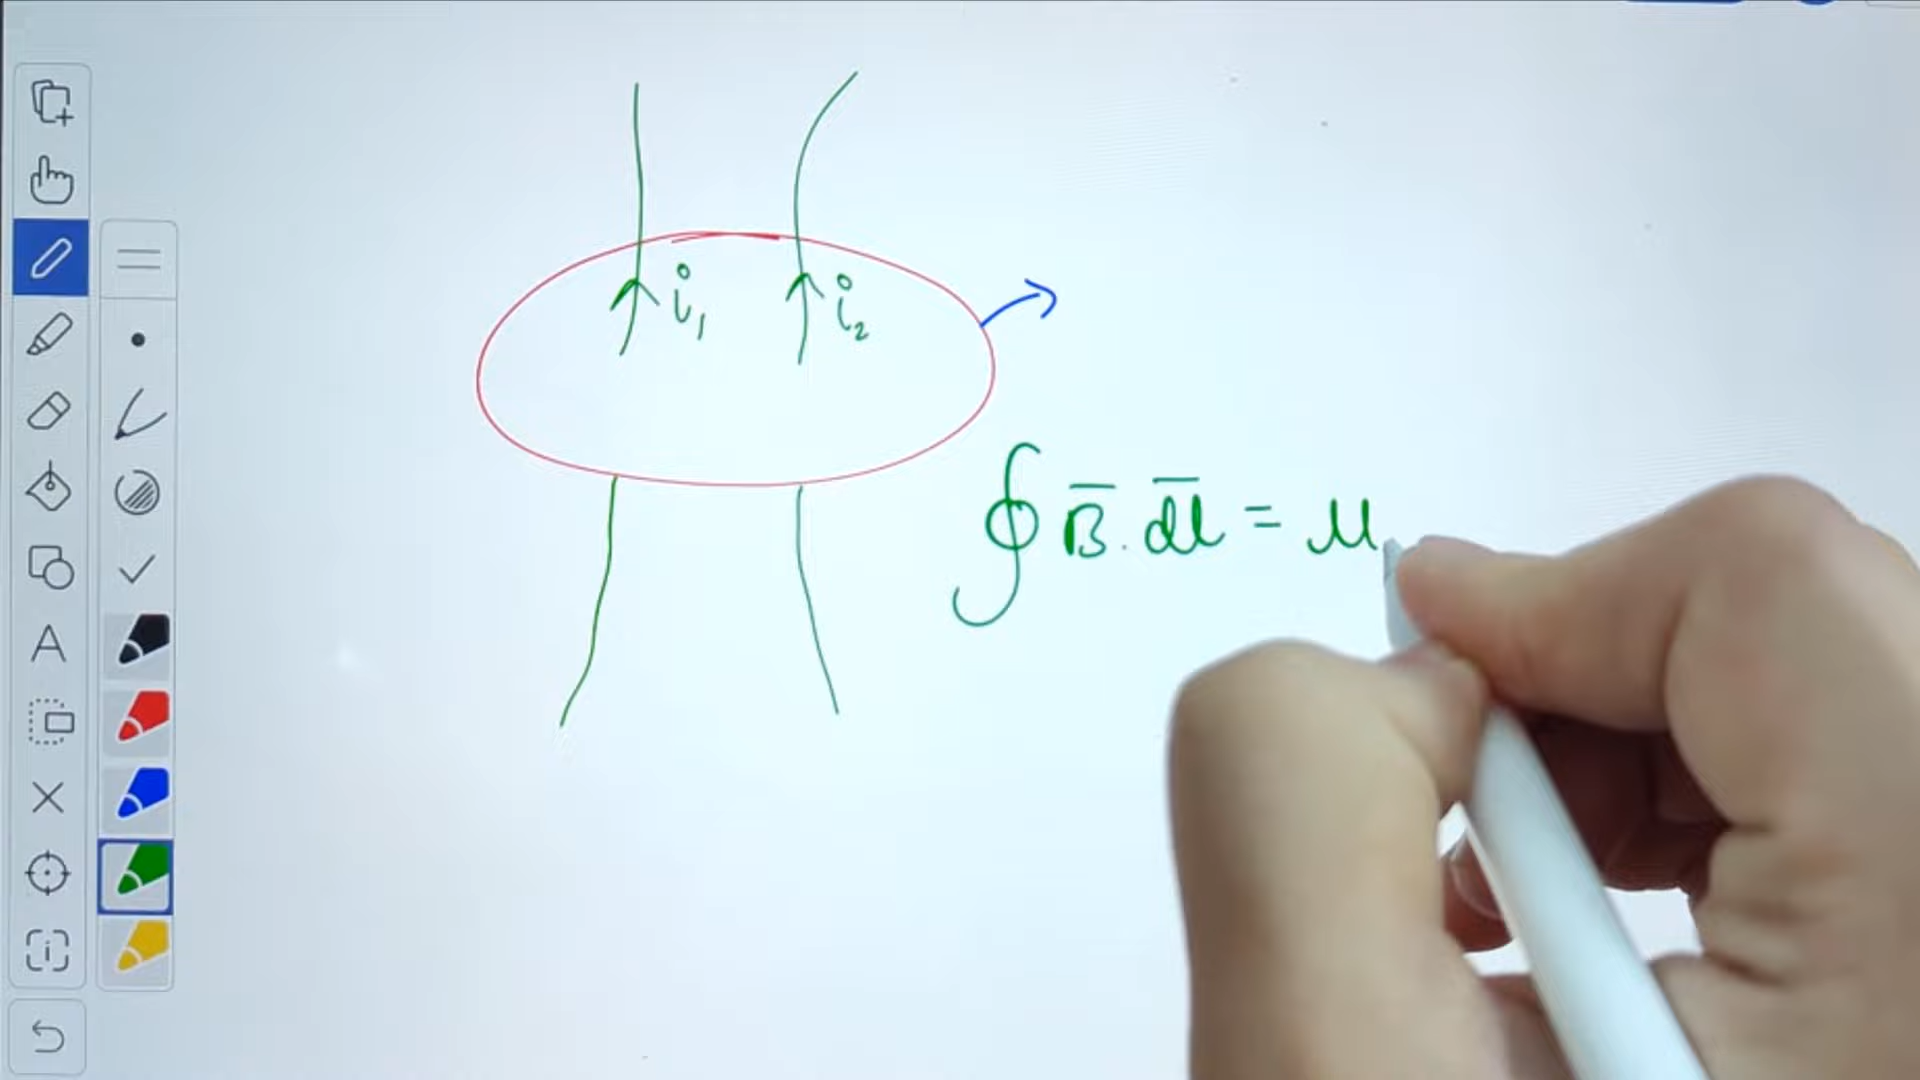 i₁ i₂
∮ B̅ . d̅l̅ = μ
A